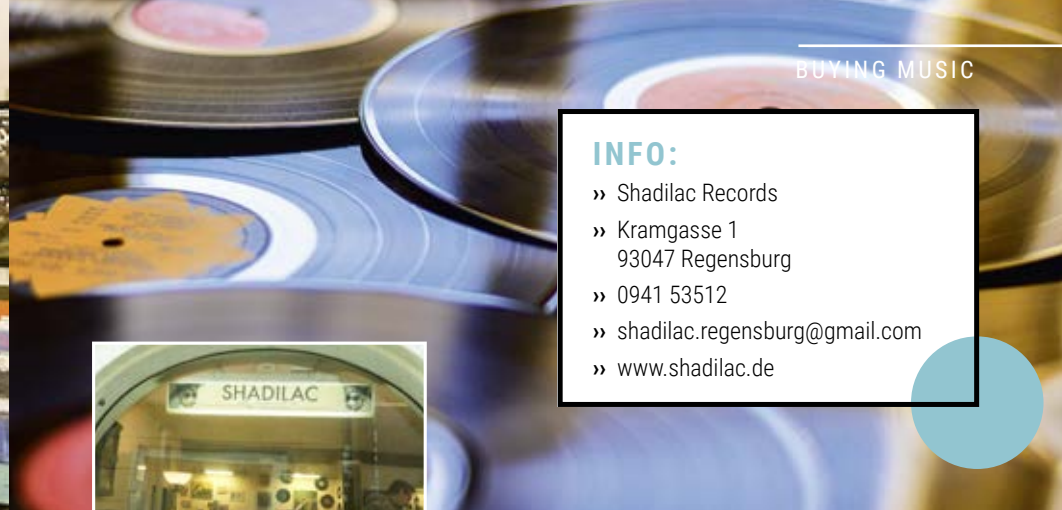 BUYING MUSIC
INFO:
›› Shadilac Records
›› Kramgasse 1
93047 Regensburg
›› 0941 53512
›› shadilac.regensburg@gmail.com
›› www.shadilac.de
SHADILAC